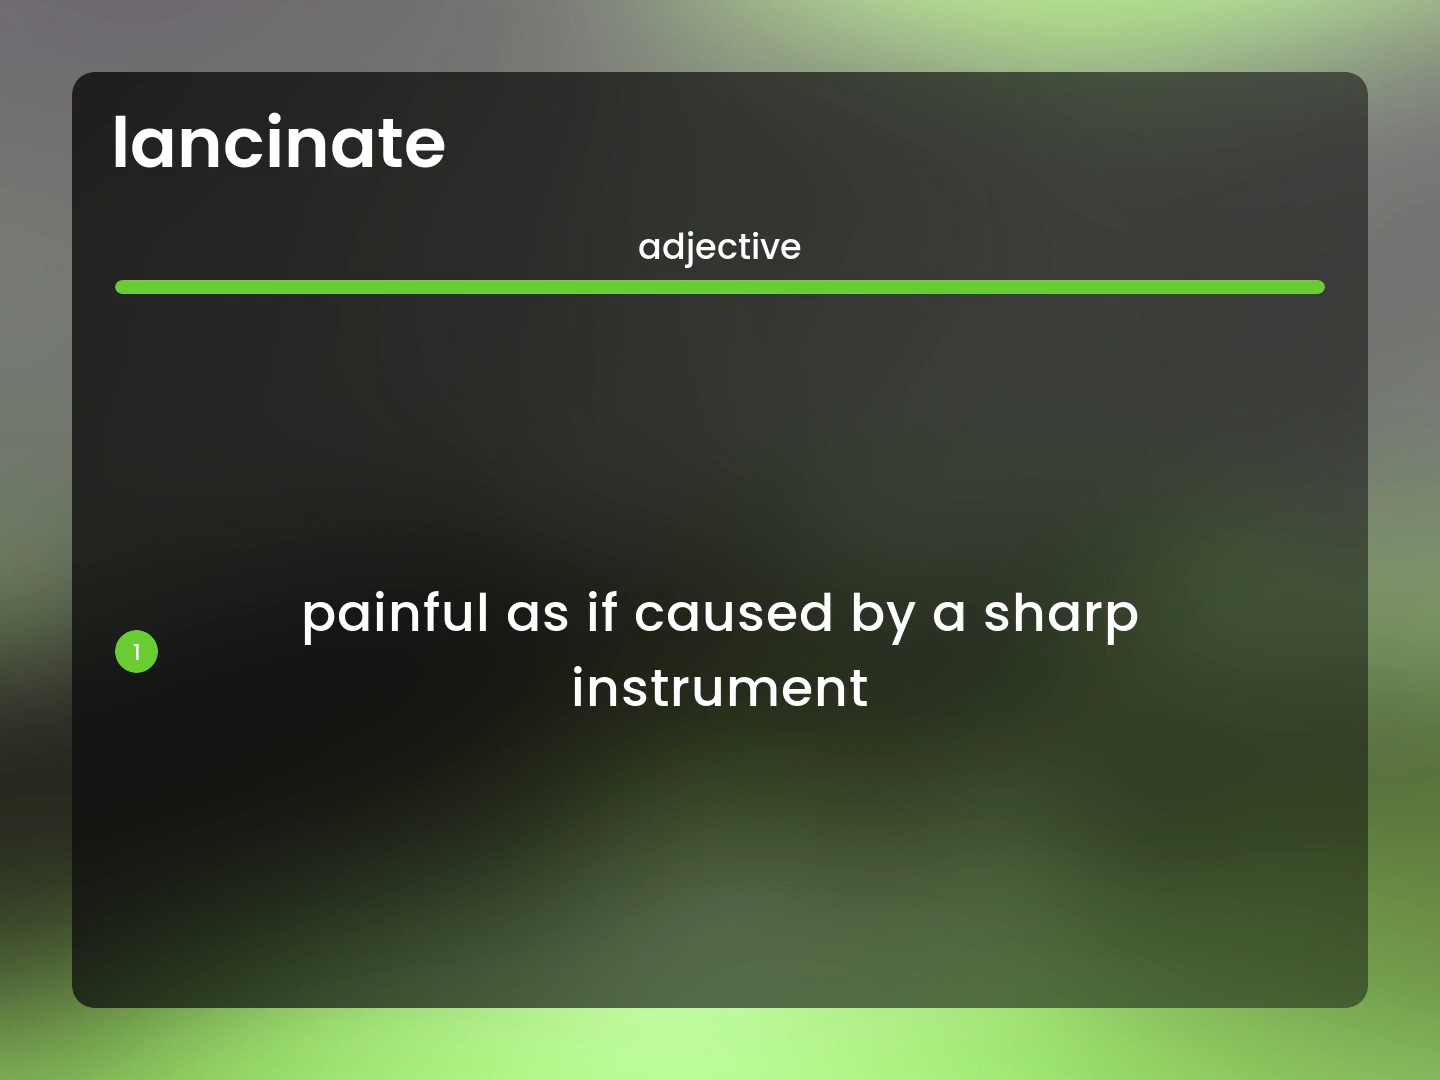 lancinate
adjective
1
painful as if caused by a sharp
instrument